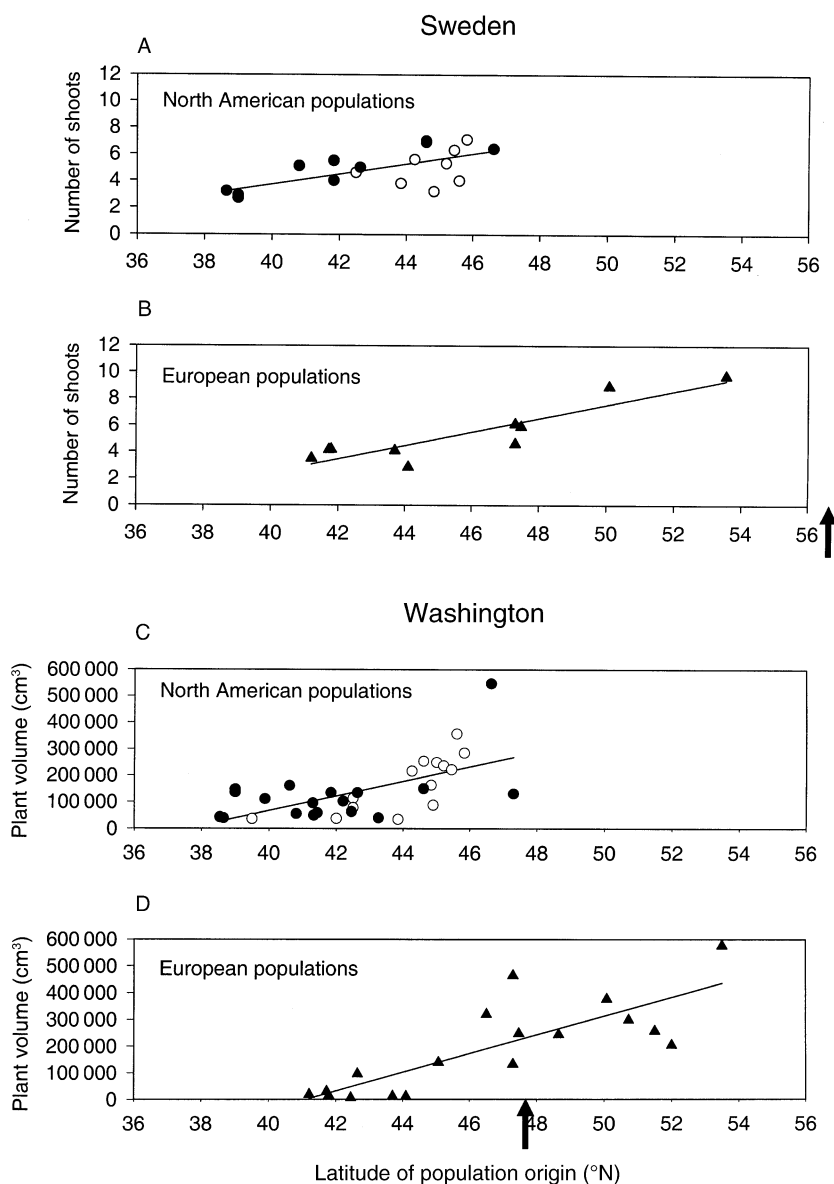 Sweden
A
Number of shoots
12
10
8
6
4
2
0
North American populations
36 38 40 42 44 46 48 50 52 54 56
B
Number of shoots
12
10
8
6
4
2
0
European populations
36 38 40 42 44 46 48 50 52 54 56
Washington
C
Plant volume (cm³)
600 000
500 000
400 000
300 000
200 000
100 000
0
North American populations
36 38 40 42 44 46 48 50 52 54 56
D
Plant volume (cm³)
600 000
500 000
400 000
300 000
200 000
100 000
0
European populations
36 38 40 42 44 46 48 50 52 54 56
Latitude of population origin (°N)